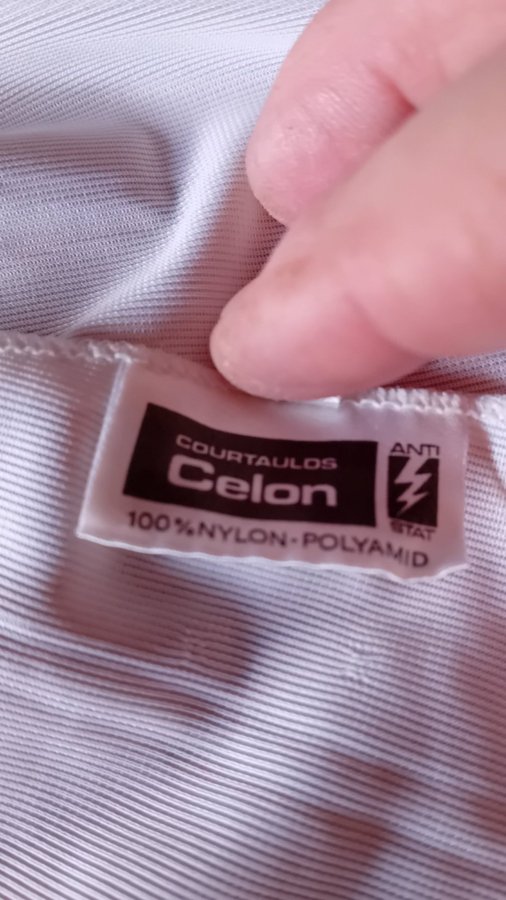 COURTAULDS
Celon
100% NYLON - POLYAMID
ANTI
STAT